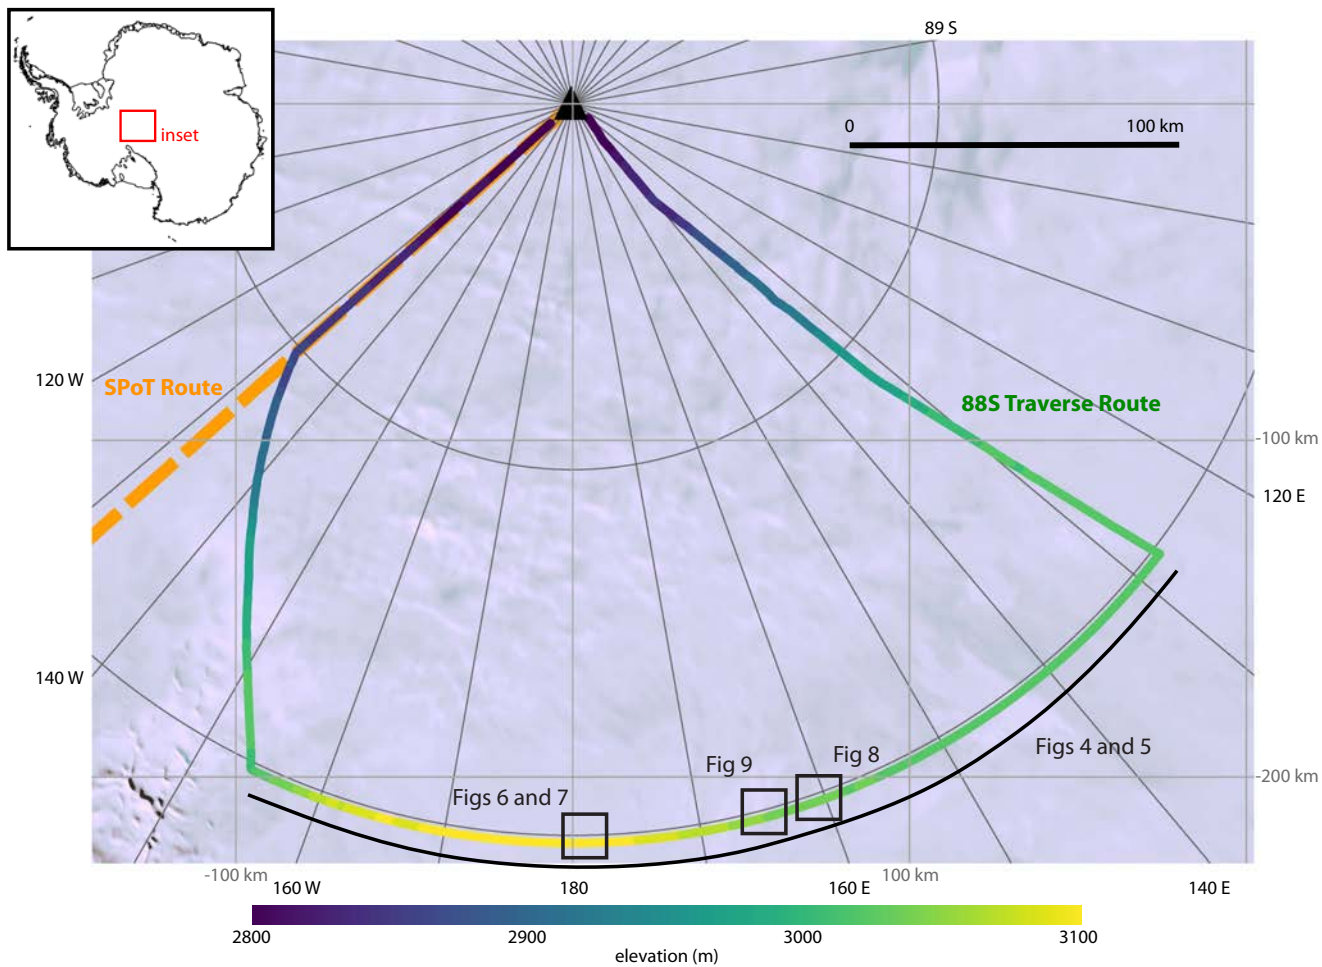 89 S
inset
0
100 km
120 W
SPoT Route
88S Traverse Route
-100 km
120 E
140 W
Figs 4 and 5
Fig 9
Fig 8
-200 km
Figs 6 and 7
-100 km
100 km
160 W
180
160 E
140 E
2800
2900
3000
3100
elevation (m)